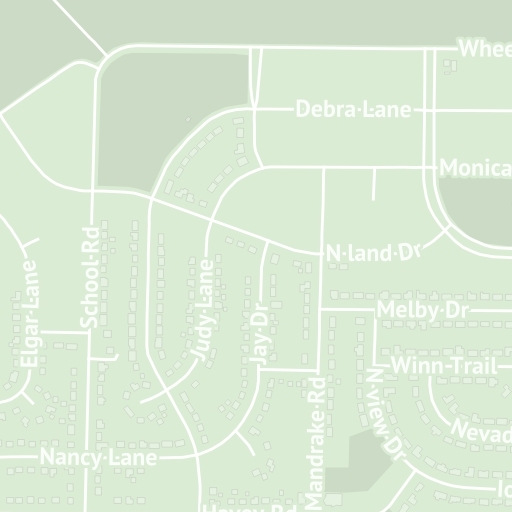 Whee
Debra Lane
Monica
N land Dr
School Rd
Elgar Lane
Judy Lane
Jay Dr
Melby Dr
Winn Trail
N view Dr
Mandrake Rd
Nevad
Nancy Lane